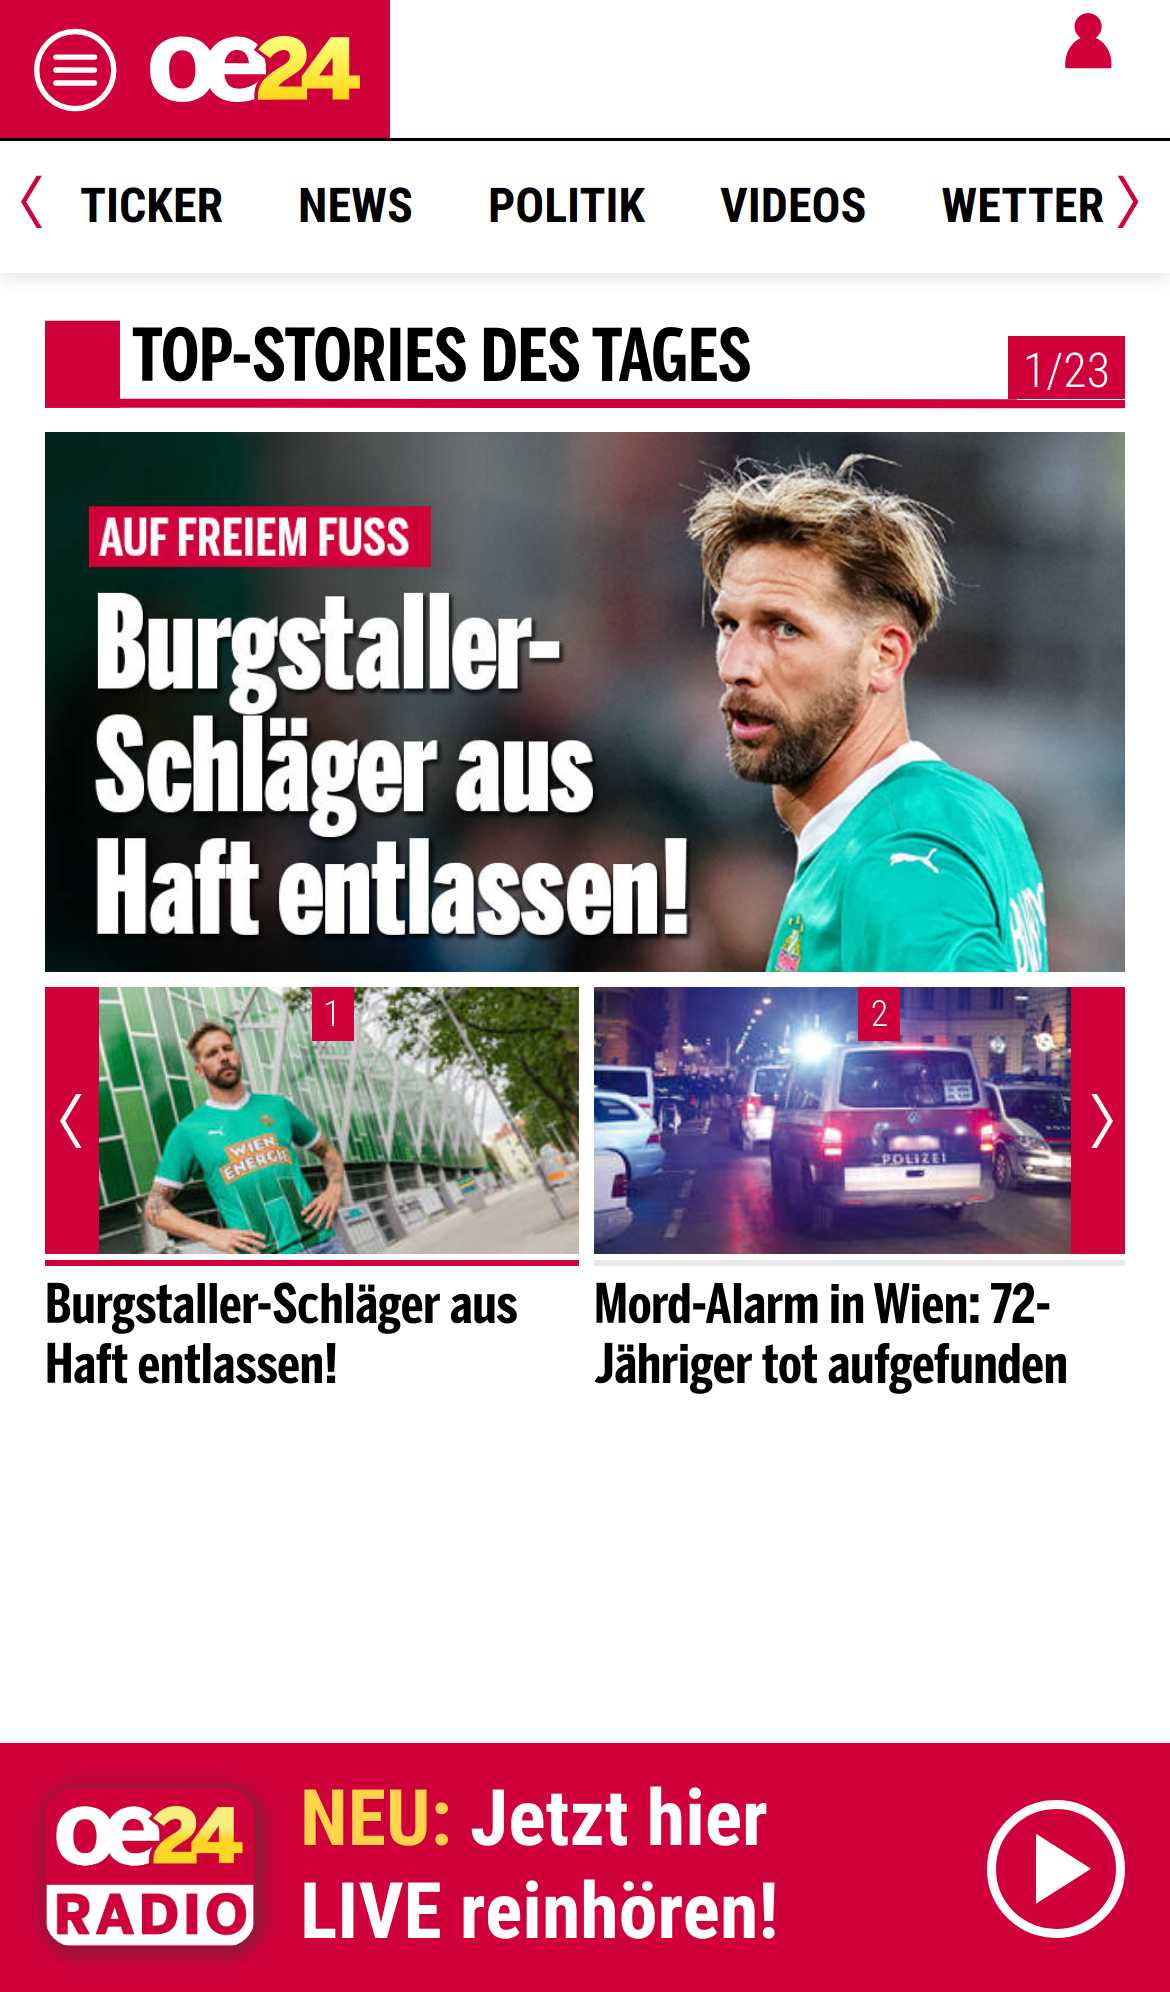 oe24
TICKER NEWS POLITIK VIDEOS WETTER
TOP-STORIES DES TAGES
1/23
AUF FREIEM FUSS
Burgstaller-
Schläger aus
Haft entlassen!
1
WIEN
ENERGIE
2
POLIZEI
Burgstaller-Schläger aus
Haft entlassen!
Mord-Alarm in Wien: 72-
Jähriger tot aufgefunden
oe24
RADIO
NEU: Jetzt hier
LIVE reinhören!